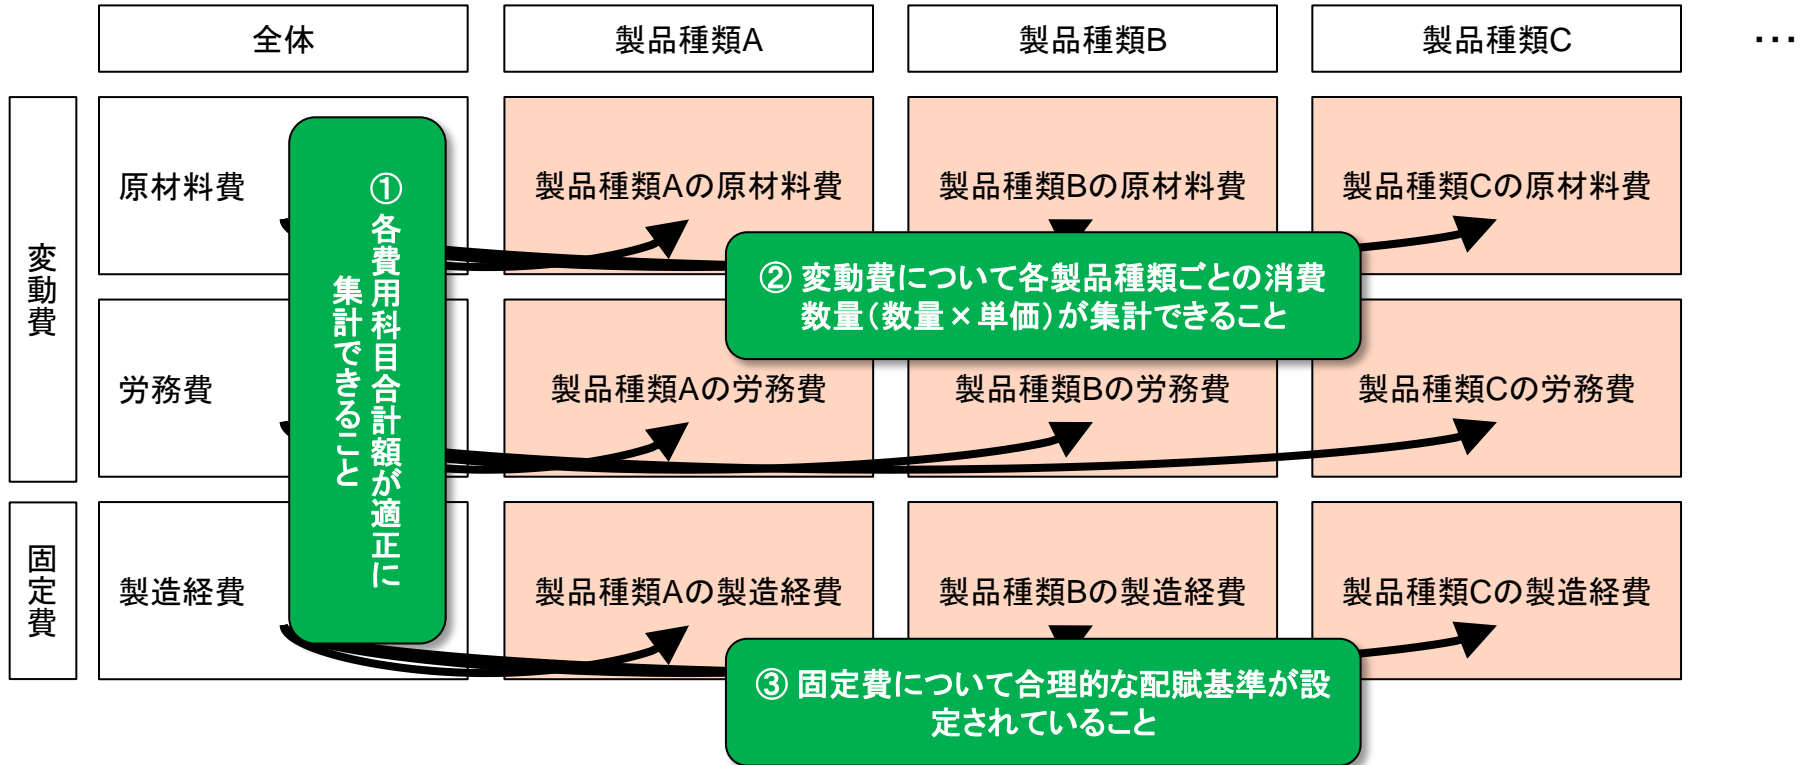 全体
製品種類A
製品種類B
製品種類C
…
変動費
原材料費
製品種類Aの原材料費
製品種類Bの原材料費
製品種類Cの原材料費
① 各費用科目合計額が適正に
集計できること
② 変動費について各製品種類ごとの消費
数量（数量×単価）が集計できること
労務費
製品種類Aの労務費
製品種類Bの労務費
製品種類Cの労務費
固定費
製造経費
製品種類Aの製造経費
製品種類Bの製造経費
製品種類Cの製造経費
③ 固定費について合理的な配賦基準が設
定されていること